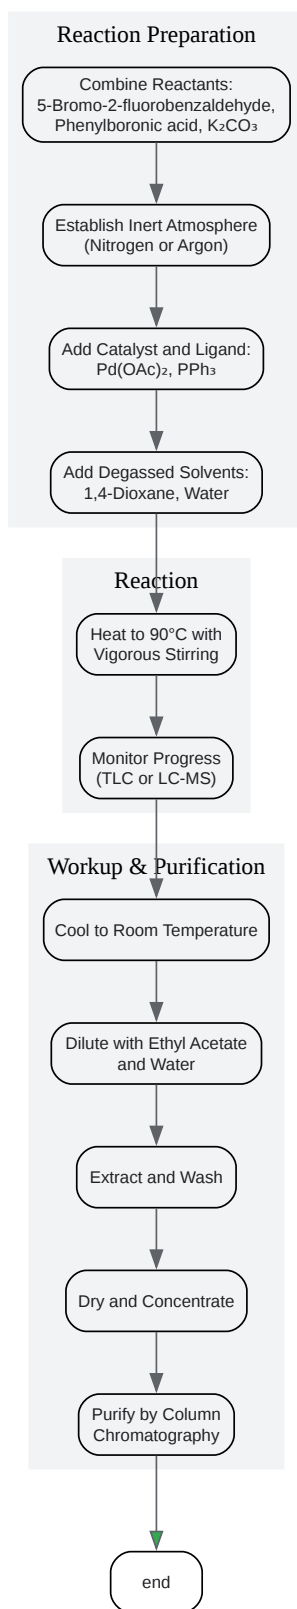 Reaction Preparation
Combine Reactants:
5-Bromo-2-fluorobenzaldehyde,
Phenylboronic acid, K₂CO₃
Establish Inert Atmosphere
(Nitrogen or Argon)
Add Catalyst and Ligand:
Pd(OAc)₂, PPh₃
Add Degassed Solvents:
1,4-Dioxane, Water
Reaction
Heat to 90°C with
Vigorous Stirring
Monitor Progress
(TLC or LC-MS)
Workup & Purification
Cool to Room Temperature
Dilute with Ethyl Acetate
and Water
Extract and Wash
Dry and Concentrate
Purify by Column
Chromatography
end